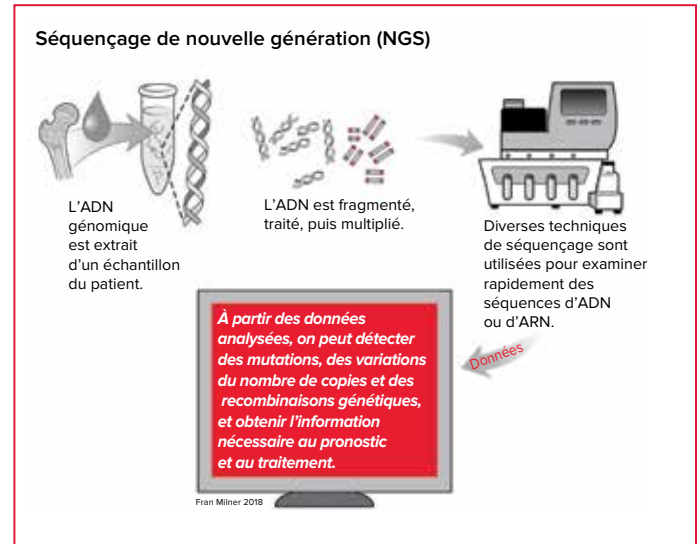 Séquençage de nouvelle génération (NGS)
L’ADN
génomique
est extrait
d’un échantillon
du patient.
L’ADN est fragmenté,
traité, puis multiplié.
Diverses techniques
de séquençage sont
utilisées pour examiner
rapidement des
séquences d’ADN
ou d’ARN.
Données
À partir des données
analysées, on peut détecter
des mutations, des variations
du nombre de copies et des
recombinaisons génétiques,
et obtenir l’information
nécessaire au pronostic
et au traitement.
Fran Milner 2018